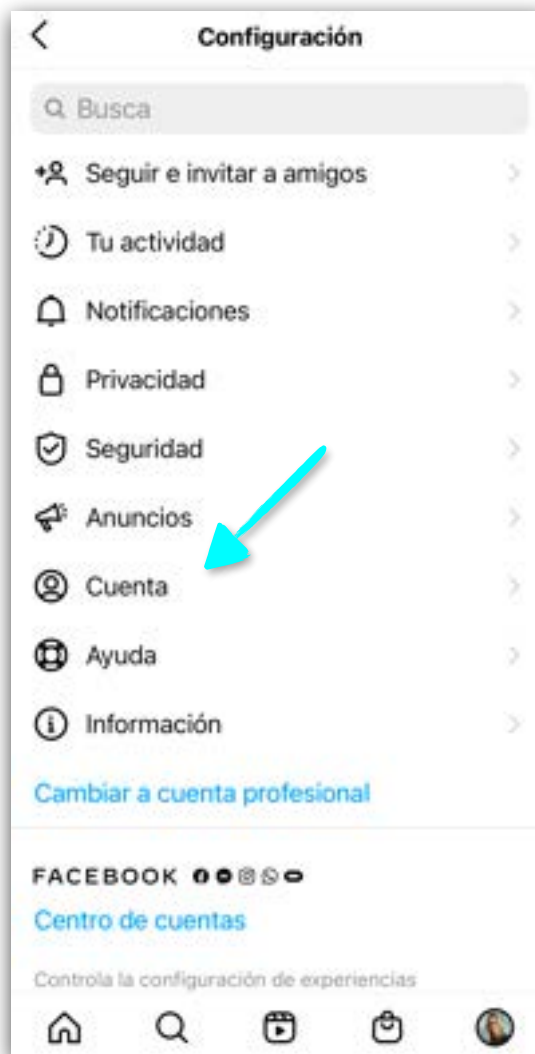 Configuración
Busca
Seguir e invitar a amigos
Tu actividad
Notificaciones
Privacidad
Seguridad
Anuncios
Cuenta
Ayuda
Información
Cambiar a cuenta profesional
FACEBOOK
Centro de cuentas
Controla la configuración de experiencias